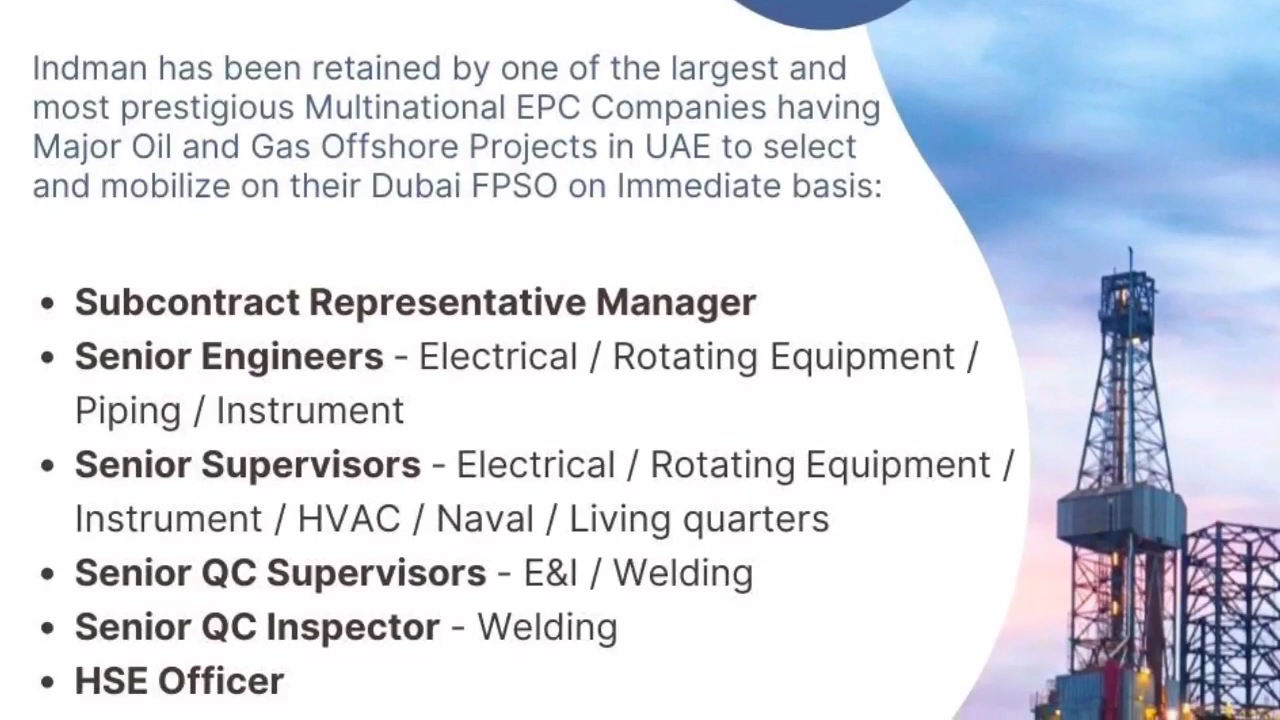 Indman has been retained by one of the largest and
most prestigious Multinational EPC Companies having
Major Oil and Gas Offshore Projects in UAE to select
and mobilize on their Dubai FPSO on Immediate basis:
• Subcontract Representative Manager
• Senior Engineers - Electrical / Rotating Equipment /
Piping / Instrument
• Senior Supervisors - Electrical / Rotating Equipment /
Instrument / HVAC / Naval / Living quarters
• Senior QC Supervisors - E&I / Welding
• Senior QC Inspector - Welding
• HSE Officer